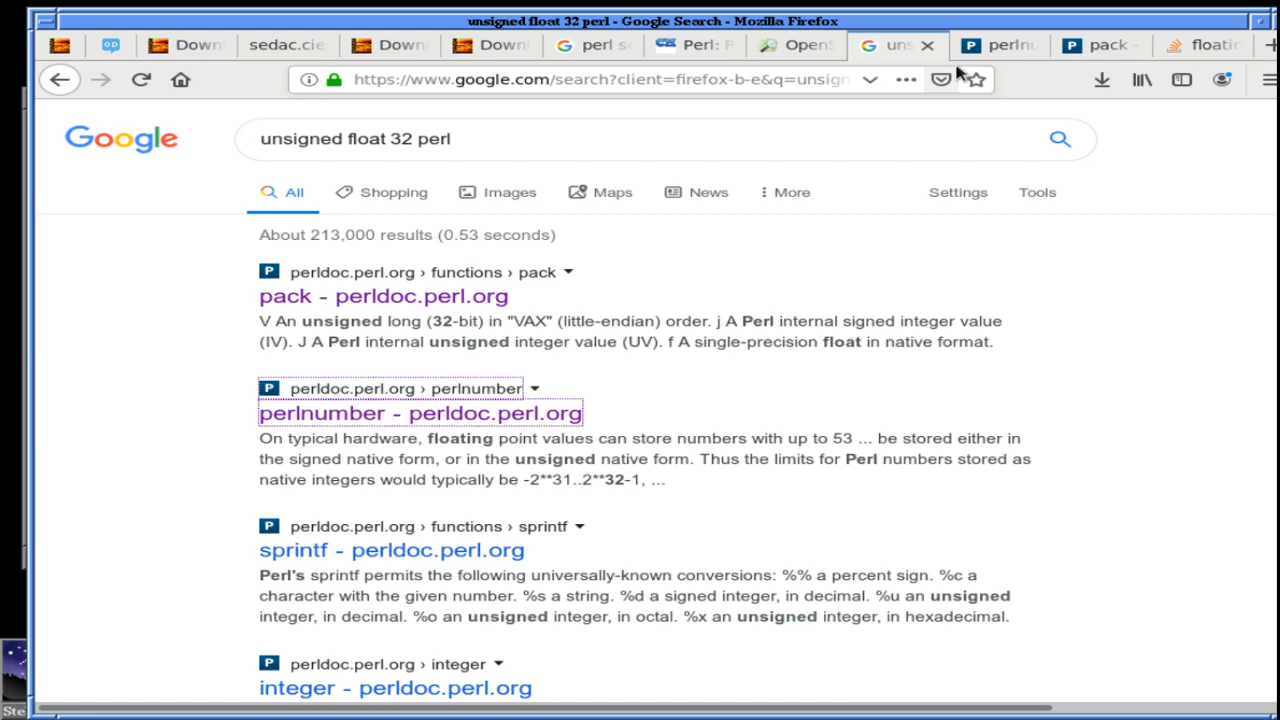 unsigned float 32 perl - Google Search - Mozilla Firefox
Down
sedac.cie
Down
Down
perl s
Perl: R
Open
uns
perlnu
pack -
floatin
https://www.google.com/search?client=firefox-b-e&q=unsign
Google
unsigned float 32 perl
All
Shopping
Images
Maps
News
More
Settings
Tools
About 213,000 results (0.53 seconds)
P perldoc.perl.org › functions › pack
pack - perldoc.perl.org
V An unsigned long (32-bit) in "VAX" (little-endian) order. j A Perl internal signed integer value
(IV). J A Perl internal unsigned integer value (UV). f A single-precision float in native format.
P perldoc.perl.org › perlnumber
perlnumber - perldoc.perl.org
On typical hardware, floating point values can store numbers with up to 53 ... be stored either in
the signed native form, or in the unsigned native form. Thus the limits for Perl numbers stored as
native integers would typically be -2**31..2**32-1, ...
P perldoc.perl.org › functions › sprintf
sprintf - perldoc.perl.org
Perl's sprintf permits the following universally-known conversions: %% a percent sign. %c a
character with the given number. %s a string. %d a signed integer, in decimal. %u an unsigned
integer, in decimal. %o an unsigned integer, in octal. %x an unsigned integer, in hexadecimal.
P perldoc.perl.org › integer
integer - perldoc.perl.org
Ste